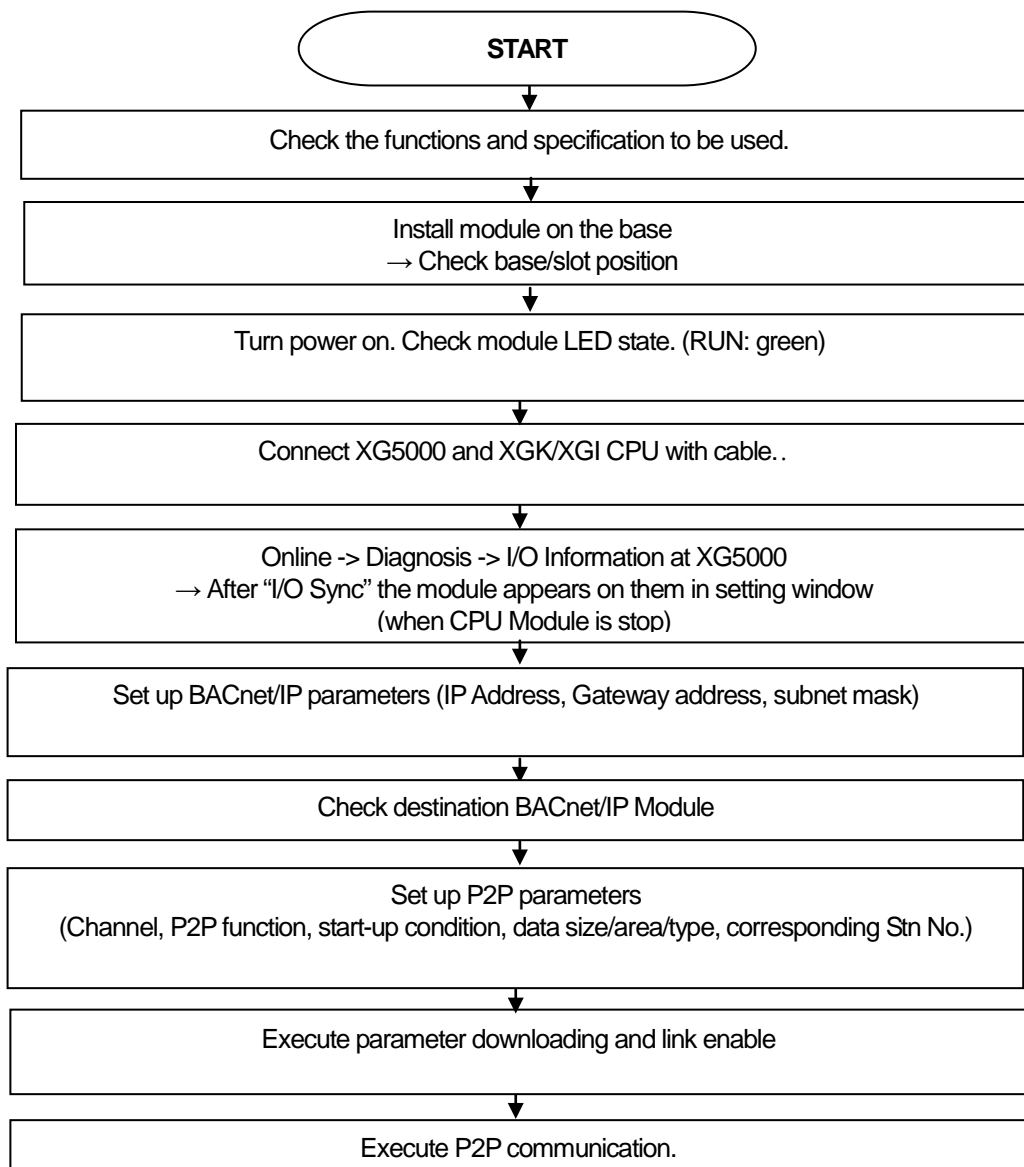 START
Check the functions and specification to be used.
Install module on the base
→ Check base/slot position
Turn power on. Check module LED state. (RUN: green)
Connect XG5000 and XGK/XGI CPU with cable..
Online -> Diagnosis -> I/O Information at XG5000
→ After “I/O Sync” the module appears on them in setting window
(when CPU Module is stop)
Set up BACnet/IP parameters (IP Address, Gateway address, subnet mask)
Check destination BACnet/IP Module
Set up P2P parameters
(Channel, P2P function, start-up condition, data size/area/type, corresponding Stn No.)
Execute parameter downloading and link enable
Execute P2P communication.